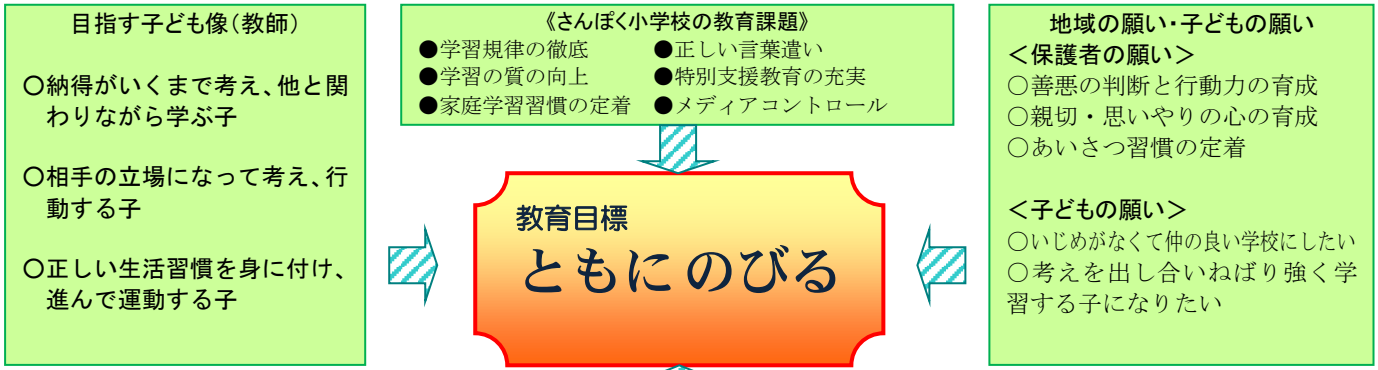 目指す子ども像(教師)
〇納得がいくまで考え、他と関
わりながら学ぶ子
〇相手の立場になって考え、行
動する子
〇正しい生活習慣を身に付け、
進んで運動する子
《さんぽく小学校の教育課題》
●学習規律の徹底 ●正しい言葉遣い
●学習の質の向上 ●特別支援教育の充実
●家庭学習習慣の定着 ●メディアコントロール
教育目標
ともに のびる
地域の願い・子どもの願い
<保護者の願い>
○善悪の判断と行動力の育成
○親切・思いやりの心の育成
○あいさつ習慣の定着
<子どもの願い>
○いじめがなくて仲の良い学校にしたい
○考えを出し合いねばり強く学
習する子になりたい